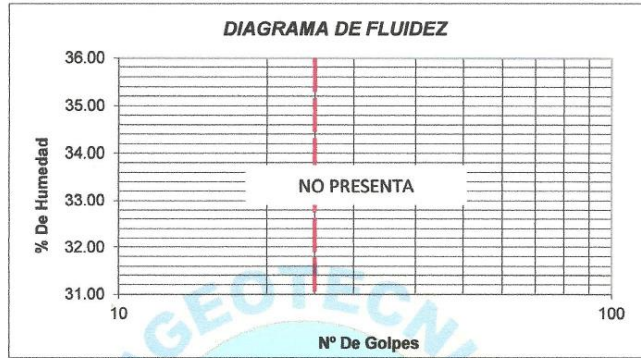 DIAGRAMA DE FLUIDEZ
36.00
35.00
34.00
33.00
32.00
31.00
% De Humedad
NO PRESENTA
10
100
Nº De Golpes
AGEOTECNI